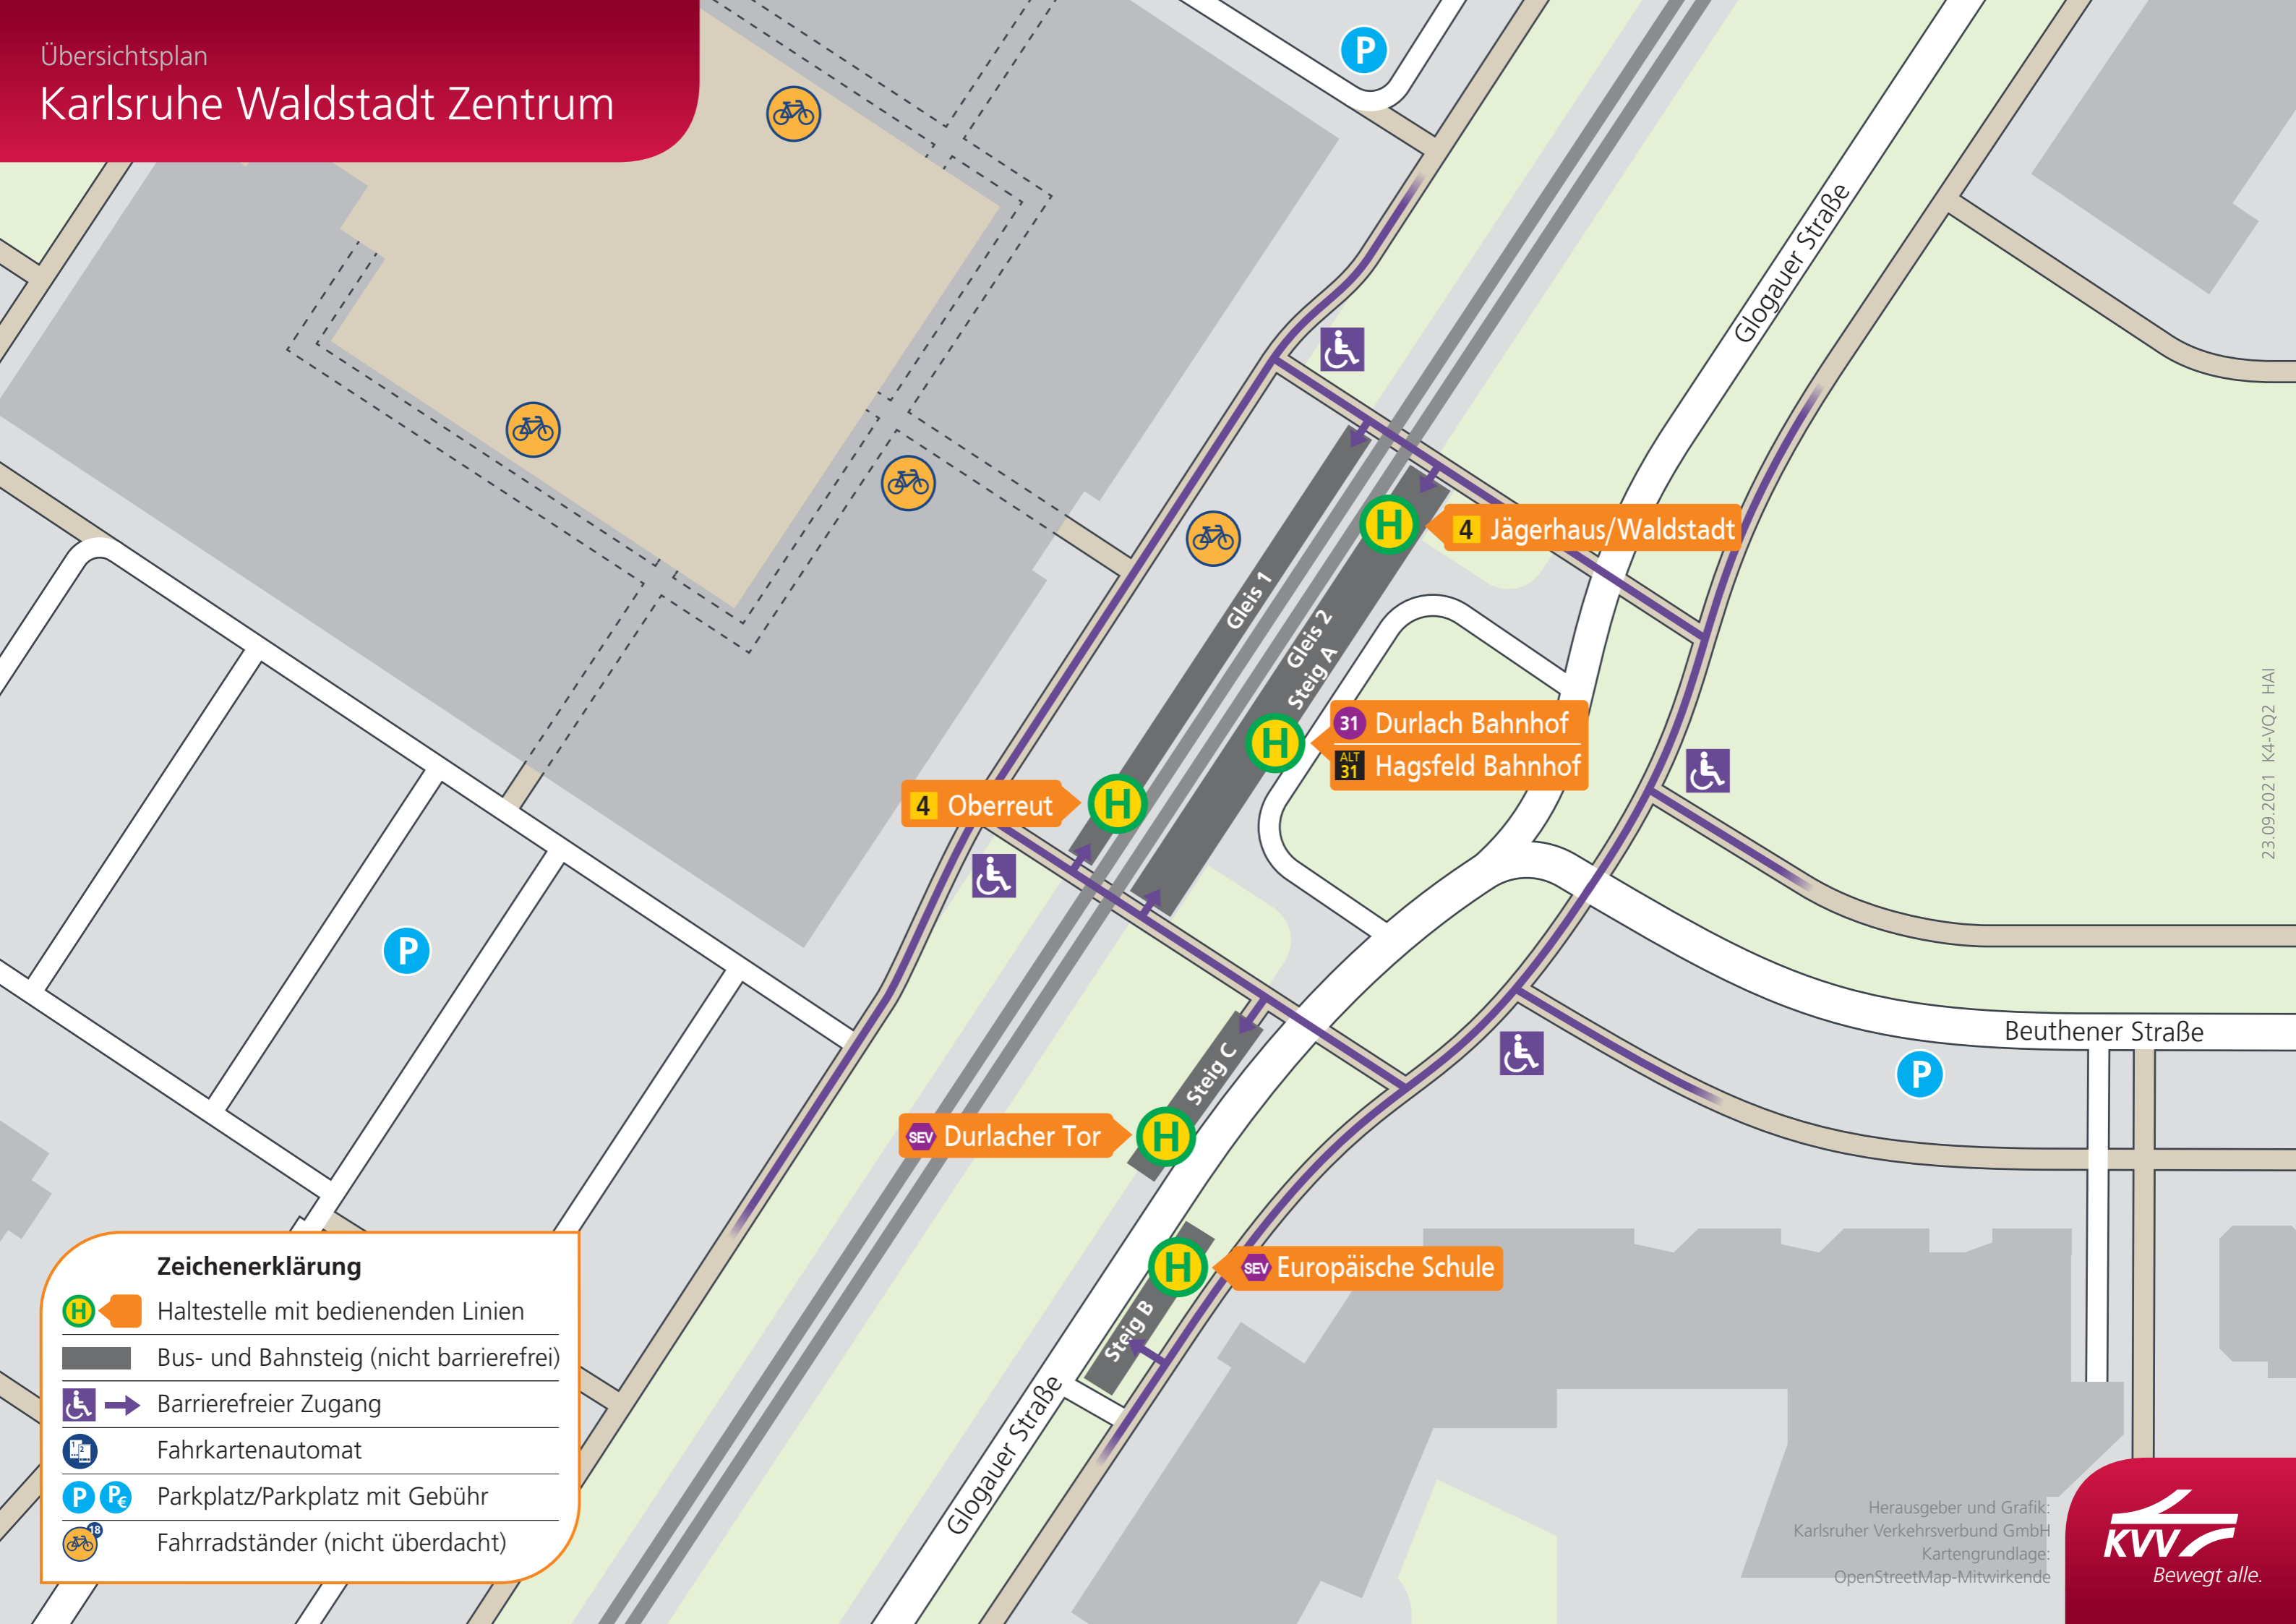 Übersichtsplan
Karlsruhe Waldstadt Zentrum
P
Glogauer Straße
H
4 Jägerhaus/Waldstadt
Gleis 1
Gleis 2
Steig A
H
31 Durlach Bahnhof
ALT 31 Hagsfeld Bahnhof
4 Oberreut
H
23.09.2021 K4-VQ2 HAI
P
Beuthener Straße
P
Steig C
SEV Durlacher Tor
H
H
SEV Europäische Schule
Steig B
Glogauer Straße
Zeichenerklärung
H Haltestelle mit bedienenden Linien
Bus- und Bahnsteig (nicht barrierefrei)
Barrierefreier Zugang
1 2 Fahrkartenautomat
P P€ Parkplatz/Parkplatz mit Gebühr
18 Fahrradständer (nicht überdacht)
Herausgeber und Grafik:
Karlsruher Verkehrsverbund GmbH
Kartengrundlage:
OpenStreetMap-Mitwirkende
KVV
Bewegt alle.